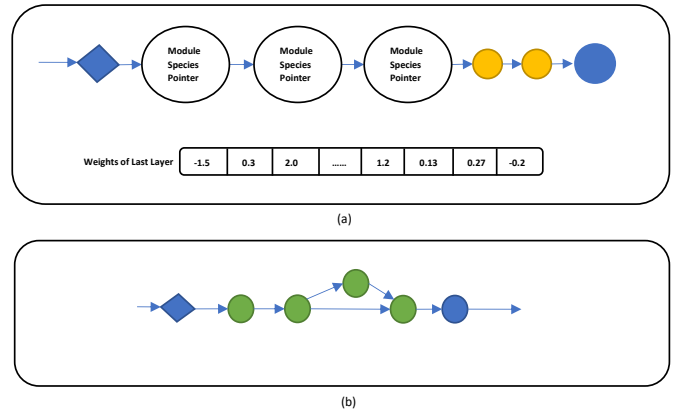 Module
Species
Pointer
Module
Species
Pointer
Module
Species
Pointer
Weights of Last Layer
-1.5 0.3 2.0 ...... 1.2 0.13 0.27 -0.2
(a)
(b)